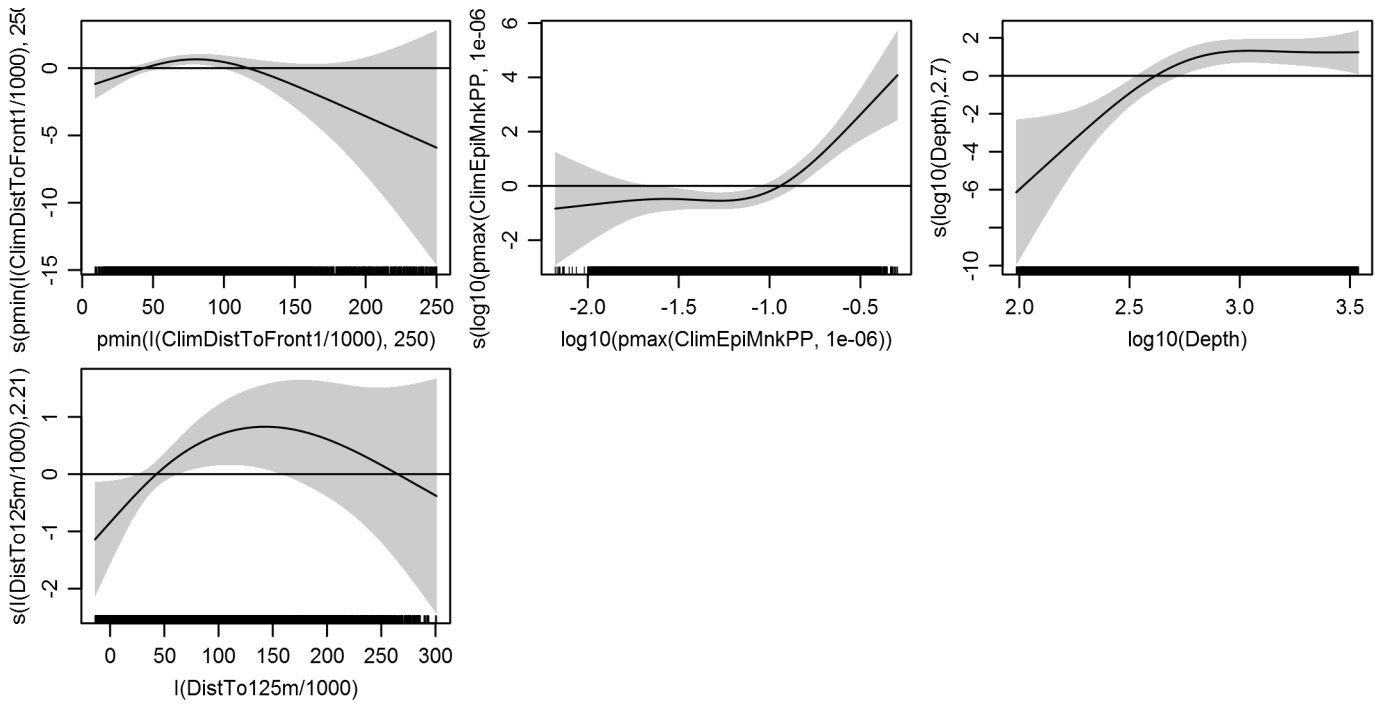 s(pmin(I(ClimDistToFront1/1000), 25(
0
-5
-10
-15
0 50 100 150 200 250
pmin(I(ClimDistToFront1/1000), 250)
s(log10(pmax(ClimEpiMnkPP, 1e-06
6
4
2
0
-2
-2.0 -1.5 -1.0 -0.5
log10(pmax(ClimEpiMnkPP, 1e-06))
s(log10(Depth),2.7)
2
0
-2
-4
-6
-10
2.0 2.5 3.0 3.5
log10(Depth)
s(I(DistTo125m/1000),2.21)
1
0
-1
-2
0 50 100 150 200 250 300
I(DistTo125m/1000)